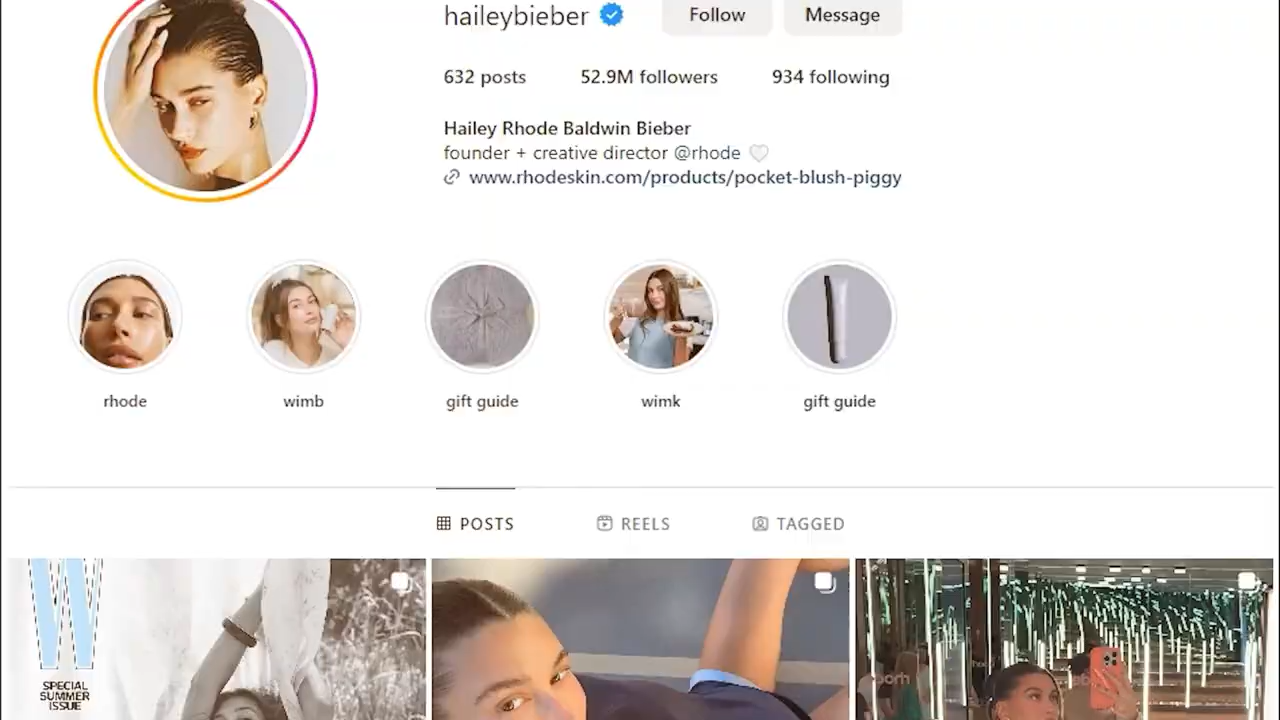 haileybieber
Follow
Message
632 posts
52.9M followers
934 following
Hailey Rhode Baldwin Bieber
founder + creative director @rhode 🤍
www.rhodeskin.com/products/pocket-blush-piggy
rhode
wimb
gift guide
wimk
gift guide
POSTS
REELS
TAGGED
W
SPECIAL
SUMMER
ISSUE